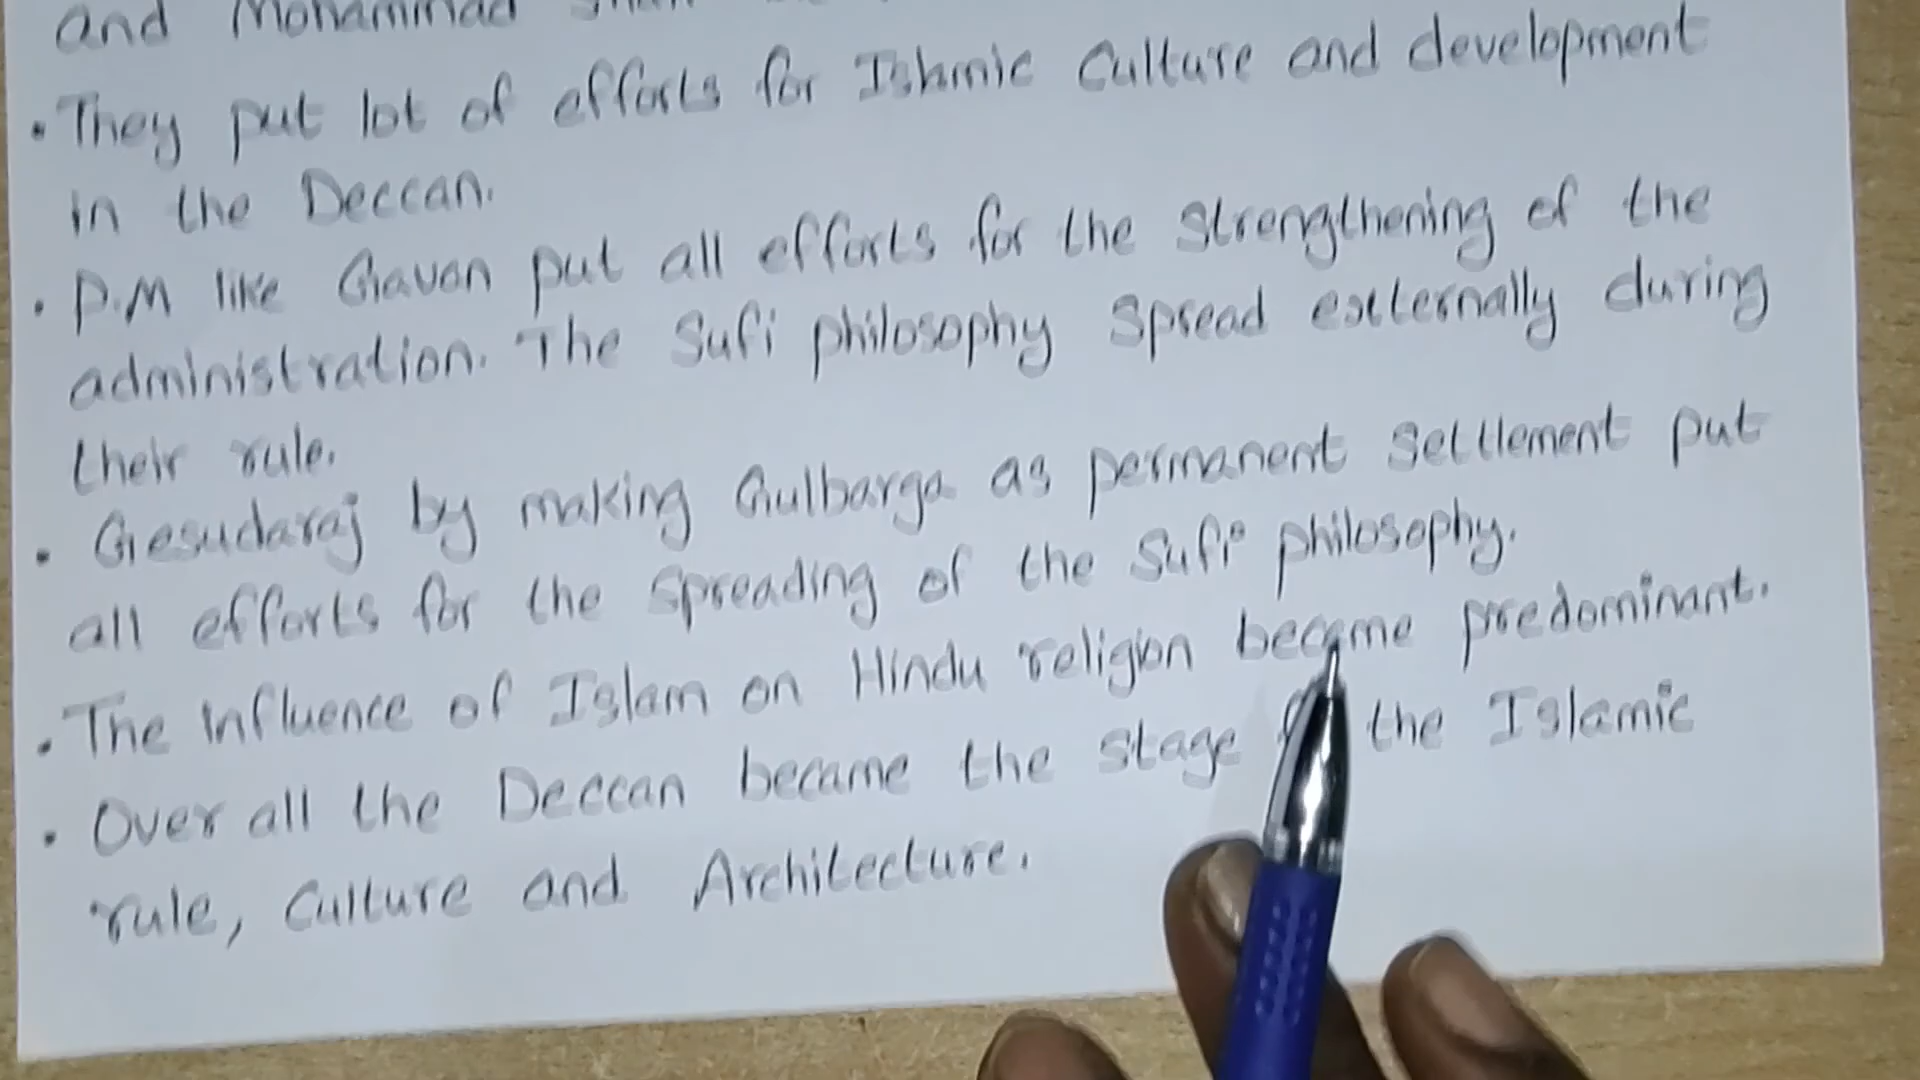 and Mohammad
• They put lot of efforts for Islamic Culture and development
in the Deccan.
• P.M like Gavan put all efforts for the strengthening of the
administration. The Sufi philosophy spread externally during
their rule.
• Gesudaraj by making Gulbarga as permanent settlement put
all efforts for the spreading of the Sufi philosophy.
• The influence of Islam on Hindu religion became predominant.
• Over all the Deccan became the stage the Islamic
rule, Culture and Architecture.